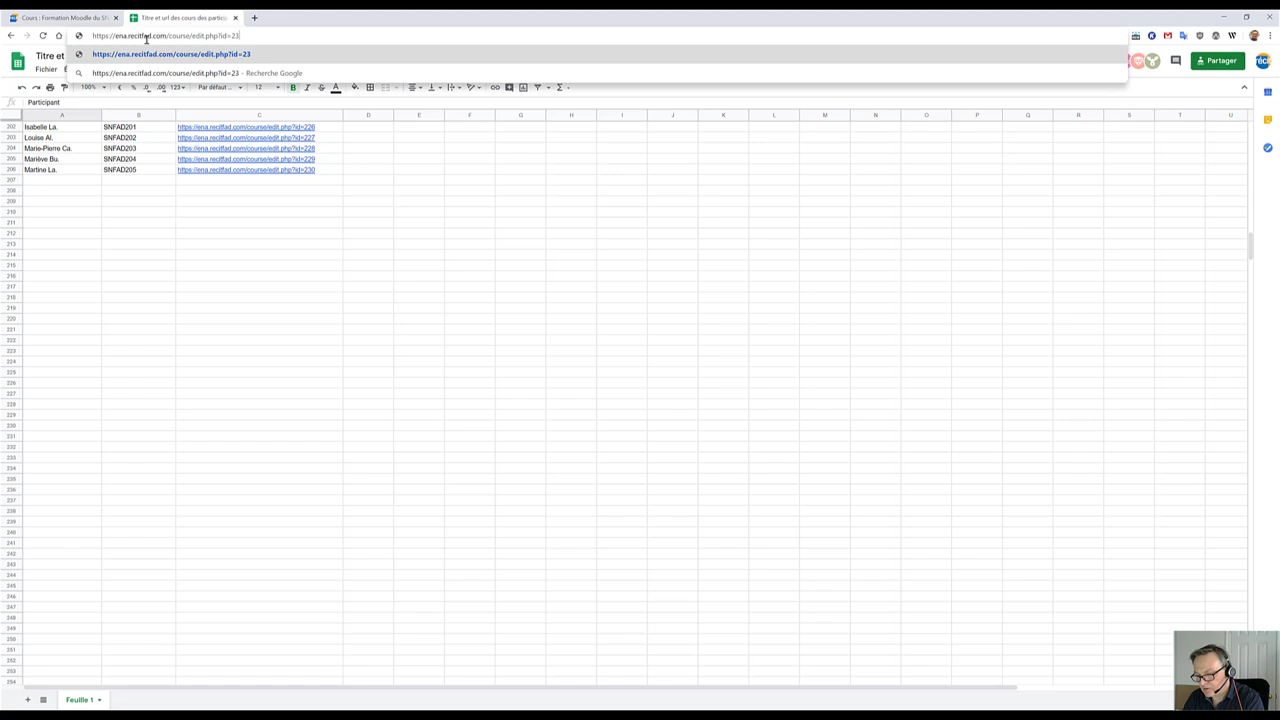 Cours : Formation Moodle du SN
Titre et url des cours des particip
https://ena.recitfad.com/course/edit.php?id=23
https://ena.recitfad.com/course/edit.php?id=23
https://ena.recitfad.com/course/edit.php?id=23 - Recherche Google
Titre et
Partager
récit
Fichier
100%
€ % .0 .00 123
Par défaut ...
12
B I S A
fx Participant
A B C D E F G H I J K L M N O P Q R S T U
202 Isabelle La. SNFAD201 https://ena.recitfad.com/course/edit.php?id=226
203 Louise Al. SNFAD202 https://ena.recitfad.com/course/edit.php?id=227
204 Marie-Pierre Ca. SNFAD203 https://ena.recitfad.com/course/edit.php?id=228
205 Mariève Bu. SNFAD204 https://ena.recitfad.com/course/edit.php?id=229
206 Martine La. SNFAD205 https://ena.recitfad.com/course/edit.php?id=230
207
208
209
210
211
212
213
214
215
216
217
218
219
220
221
222
223
224
225
226
227
228
229
230
231
232
233
234
235
236
237
238
239
240
241
242
243
244
245
246
247
248
249
250
251
252
253
254
Feuille 1